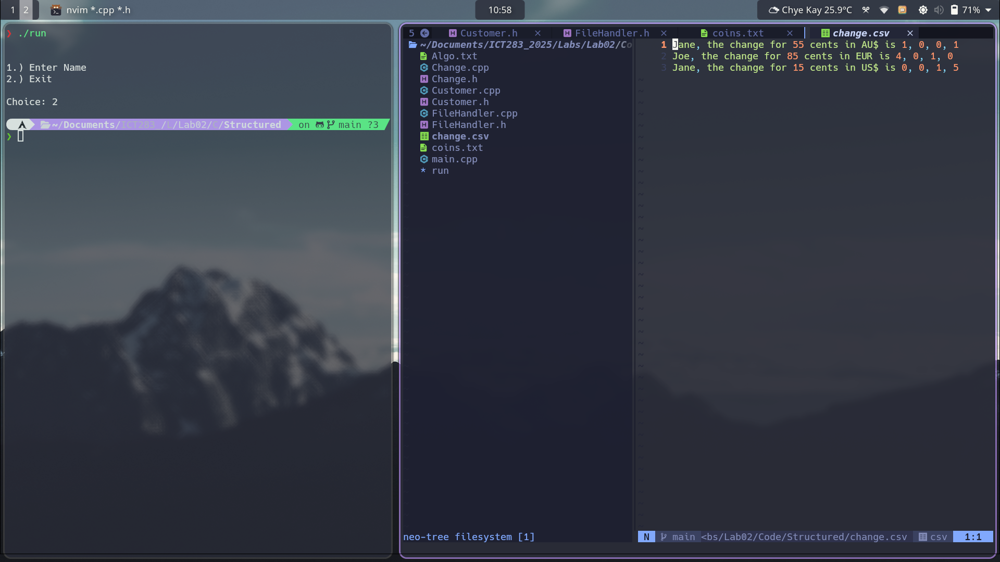 1 2 nvim *.cpp *.h 10:58 Chye Kay 25.9°C 71%
❯ ./run
1.) Enter Name
2.) Exit
Choice: 2
~/Documents/ICT283_/L/Lab02/C/Structured on main ?3
❯
5 Customer.h × FileHandler.h × coins.txt × change.csv ×
~/Documents/ICT283_2025/Labs/Lab02/Co
Algo.txt
Change.cpp
Change.h
Customer.cpp
Customer.h
FileHandler.cpp
FileHandler.h
change.csv
coins.txt
main.cpp
* run
neo-tree filesystem [1]
1 Jane, the change for 55 cents in AU$ is 1, 0, 0, 1
2 Joe, the change for 85 cents in EUR is 4, 0, 1, 0
3 Jane, the change for 15 cents in US$ is 0, 0, 1, 5
N main <bs/Lab02/Code/Structured/change.csv csv 1:1